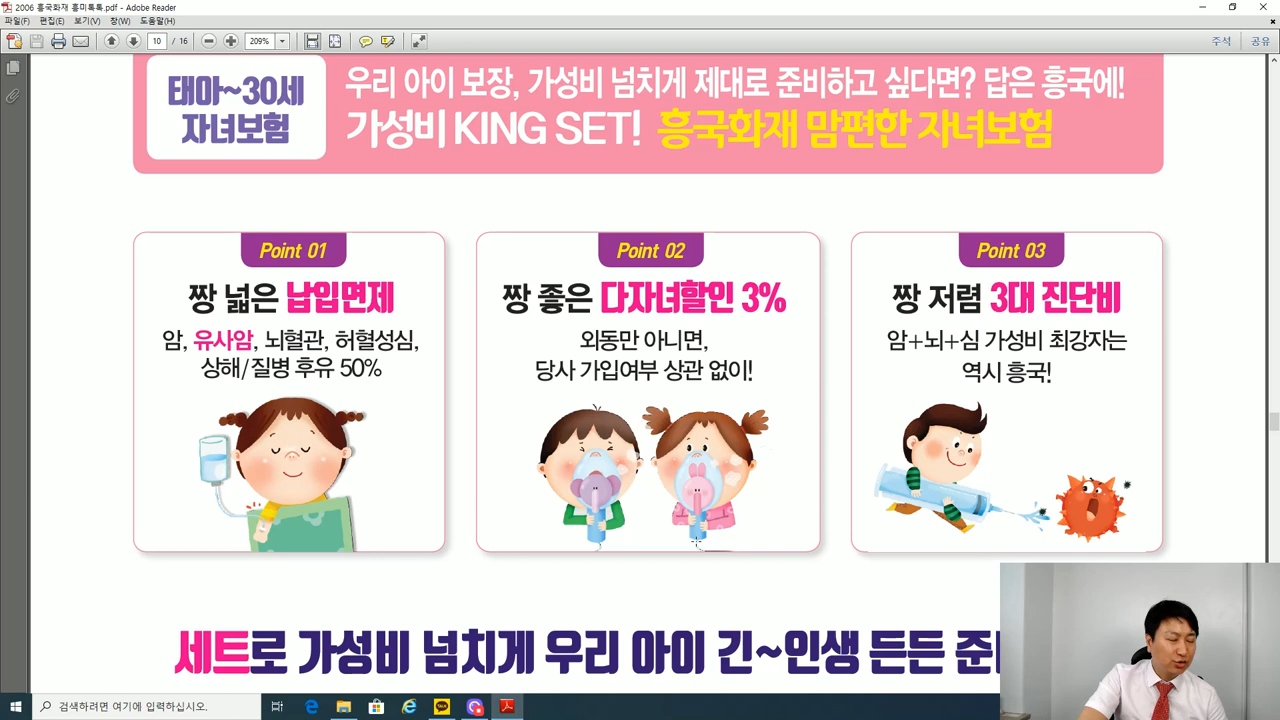 2006 흥국화재 흥미톡톡.pdf - Adobe Reader
파일(F) 편집(E) 보기(V) 창(W) 도움말(H)
10 / 16 209% 주석 공유
태아~30세
자녀보험
우리 아이 보장, 가성비 넘치게 제대로 준비하고 싶다면? 답은 흥국에!
가성비 KING SET! 흥국화재 맘편한 자녀보험
Point 01
짱 넓은 납입면제
암, 유사암, 뇌혈관, 허혈성심,
상해/질병 후유 50%
Point 02
짱 좋은 다자녀할인 3%
외동만 아니면,
당사 가입여부 상관 없이!
Point 03
짱 저렴 3대 진단비
암+뇌+심 가성비 최강자는
역시 흥국!
세트로 가성비 넘치게 우리 아이 긴~인생 든든
검색하려면 여기에 입력하십시오.
TALK